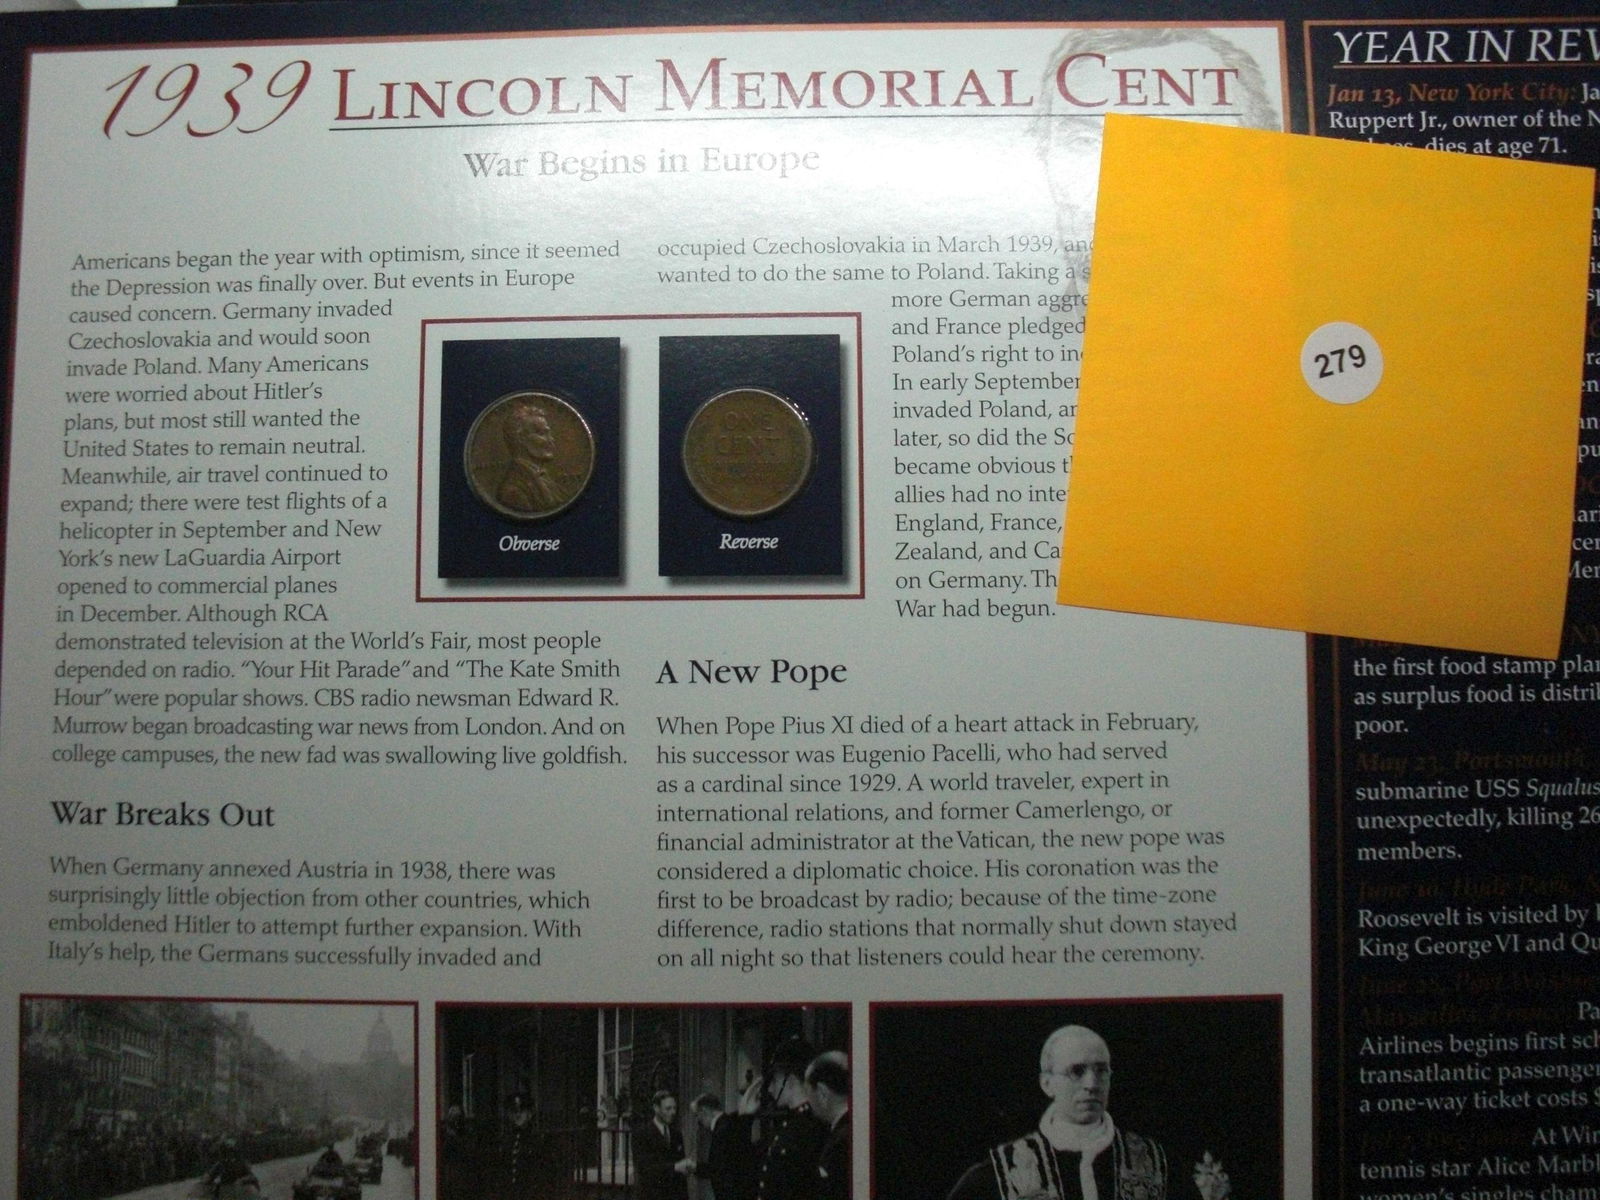 1939 LINCOLN MEMORIAL CENT
War Begins in Europe
Americans began the year with optimism, since it seemed
the Depression was finally over. But events in Europe
caused concern. Germany invaded
Czechoslovakia and would soon
invade Poland. Many Americans
were worried about Hitler's
plans, but most still wanted the
United States to remain neutral.
Meanwhile, air travel continued to
expand; there were test flights of a
helicopter in September and New
York's new LaGuardia Airport
opened to commercial planes
in December. Although RCA
demonstrated television at the World's Fair, most people
depended on radio. "Your Hit Parade" and "The Kate Smith
Hour" were popular shows. CBS radio newsman Edward R.
Murrow began broadcasting war news from London. And on
college campuses, the new fad was swallowing live goldfish.
War Breaks Out
When Germany annexed Austria in 1938, there was
surprisingly little objection from other countries, which
emboldened Hitler to attempt further expansion. With
Italy's help, the Germans successfully invaded and
ONE
CENT
Obverse
Reverse
occupied Czechoslovakia in March 1939, and
wanted to do the same to Poland. Taking a
more German
and France pledged
Poland's right to
In early September
invaded Poland,
later, so did the
became obvious
allies had no
England, France,
Zealand, and
on Germany.
War had begun.
A New Pope
When Pope Pius XI died of a heart attack in February,
his successor was Eugenio Pacelli, who had served
as a cardinal since 1929. A world traveler, expert in
international relations, and former Camerlengo, or
financial administrator at the Vatican, the new pope was
considered a diplomatic choice. His coronation was the
first to be broadcast by radio; because of the time-zone
difference, radio stations that normally shut down stayed
on all night so that listeners could hear the ceremony.
279
YEAR IN
Jan 13, New York City:
Ruppert Jr., owner of the
dies at age 71.
the first food stamp
as surplus food is
poor.
May 23, Portsmouth,
submarine USS Squalus
unexpectedly, killing 26
members.
June 10, Hyde Park,
Roosevelt is visited by
King George VI and
Airlines begins first
transatlantic
a one-way ticket costs
At
tennis star Alice
women's singles